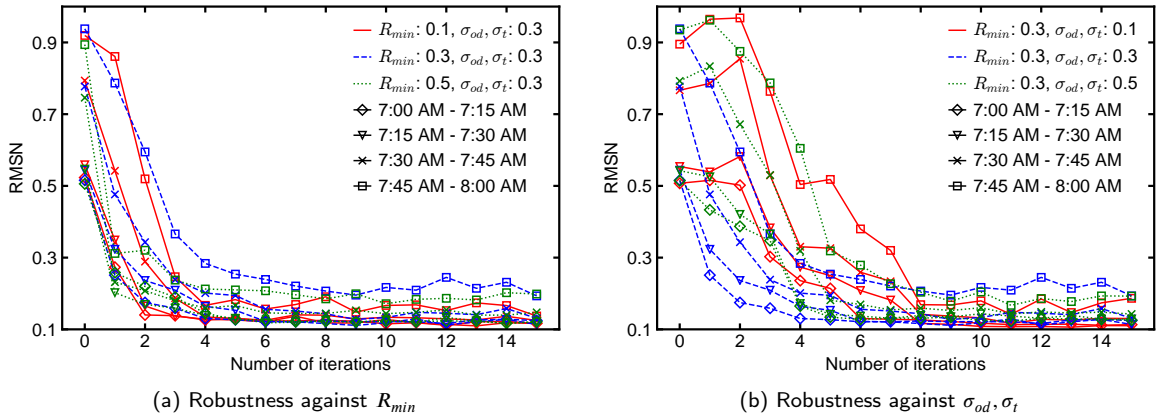 R_min: 0.1, σ_od, σ_t: 0.3
R_min: 0.3, σ_od, σ_t: 0.3
R_min: 0.5, σ_od, σ_t: 0.3
7:00 AM - 7:15 AM
7:15 AM - 7:30 AM
7:30 AM - 7:45 AM
7:45 AM - 8:00 AM
RMSN
0.9
0.7
0.5
0.3
0.1
0 2 4 6 8 10 12 14
Number of iterations
(a) Robustness against R_min
R_min: 0.3, σ_od, σ_t: 0.1
R_min: 0.3, σ_od, σ_t: 0.3
R_min: 0.3, σ_od, σ_t: 0.5
7:00 AM - 7:15 AM
7:15 AM - 7:30 AM
7:30 AM - 7:45 AM
7:45 AM - 8:00 AM
RMSN
0.9
0.7
0.5
0.3
0.1
0 2 4 6 8 10 12 14
Number of iterations
(b) Robustness against σ_od, σ_t